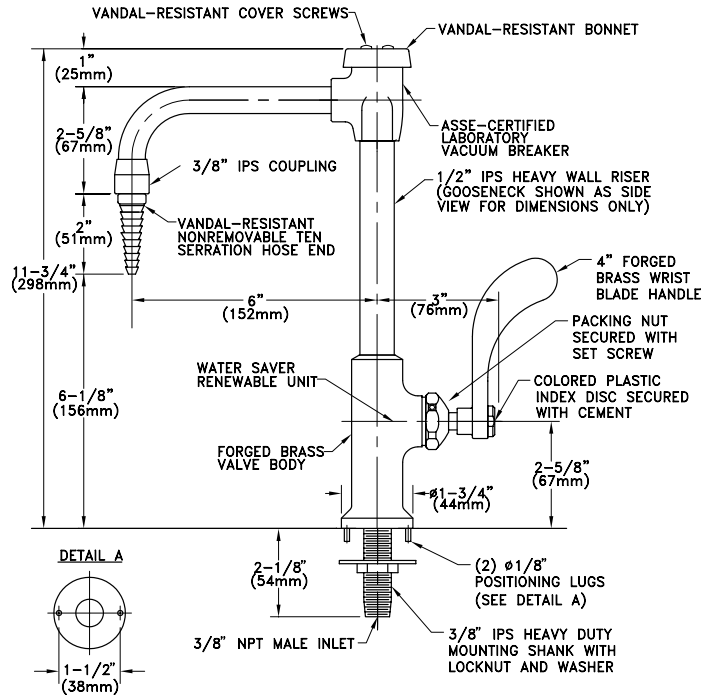 VANDAL-RESISTANT COVER SCREWS
VANDAL-RESISTANT BONNET
1"
(25mm)
2-5/8"
(67mm)
ASSE-CERTIFIED
LABORATORY
VACUUM BREAKER
3/8" IPS COUPLING
1/2" IPS HEAVY WALL RISER
(GOOSENECK SHOWN AS SIDE
VIEW FOR DIMENSIONS ONLY)
2"
(51mm)
VANDAL-RESISTANT
NONREMOVABLE TEN
SERRATION HOSE END
11-3/4"
(298mm)
4" FORGED
BRASS WRIST
BLADE HANDLE
6"
(152mm)
3"
(76mm)
PACKING NUT
SECURED WITH
SET SCREW
WATER SAVER
RENEWABLE UNIT
COLORED PLASTIC
INDEX DISC SECURED
WITH CEMENT
6-1/8"
(156mm)
FORGED BRASS
VALVE BODY
2-5/8"
(67mm)
ø1-3/4"
(44mm)
DETAIL A
2-1/8"
(54mm)
(2) ø1/8"
POSITIONING LUGS
(SEE DETAIL A)
3/8" NPT MALE INLET
3/8" IPS HEAVY DUTY
MOUNTING SHANK WITH
LOCKNUT AND WASHER
1-1/2"
(38mm)